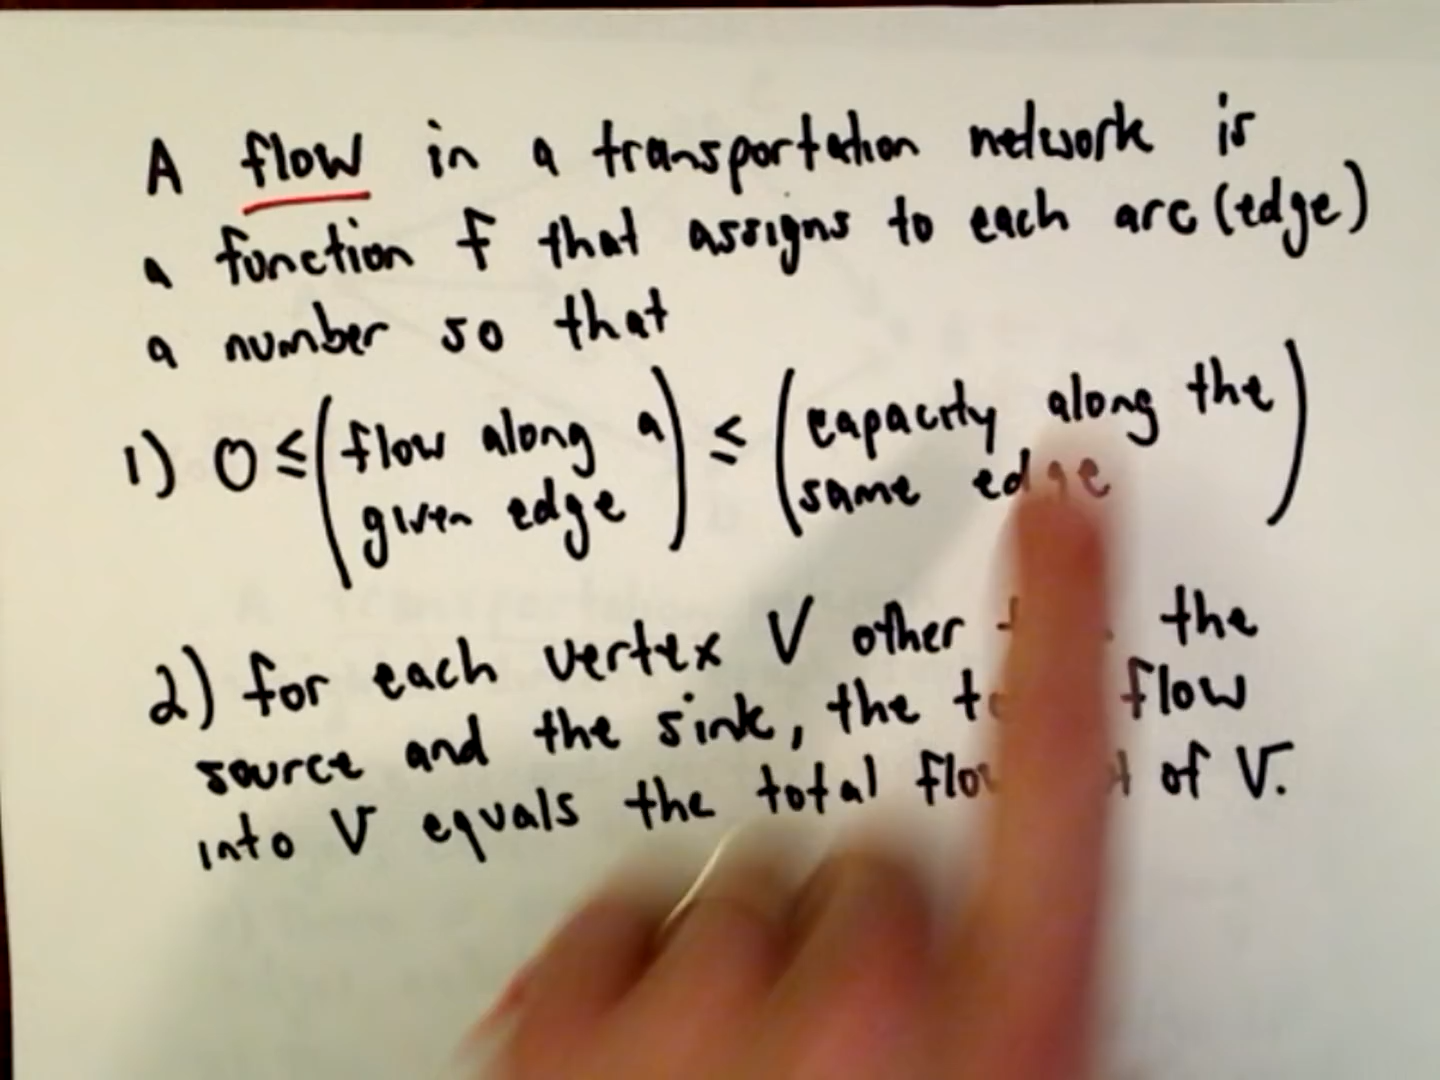 A flow in a transportation network is
a function f that assigns to each arc (edge)
a number so that
1) 0 ≤ (flow along a given edge) ≤ (capacity along the same edge)
2) for each vertex V other the
source and the sink, the flow
into V equals the total flow of V.